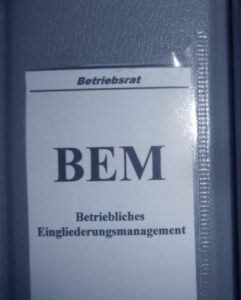 Betriebsrat
BEM
Betriebliches
Eingliederungsmanagement